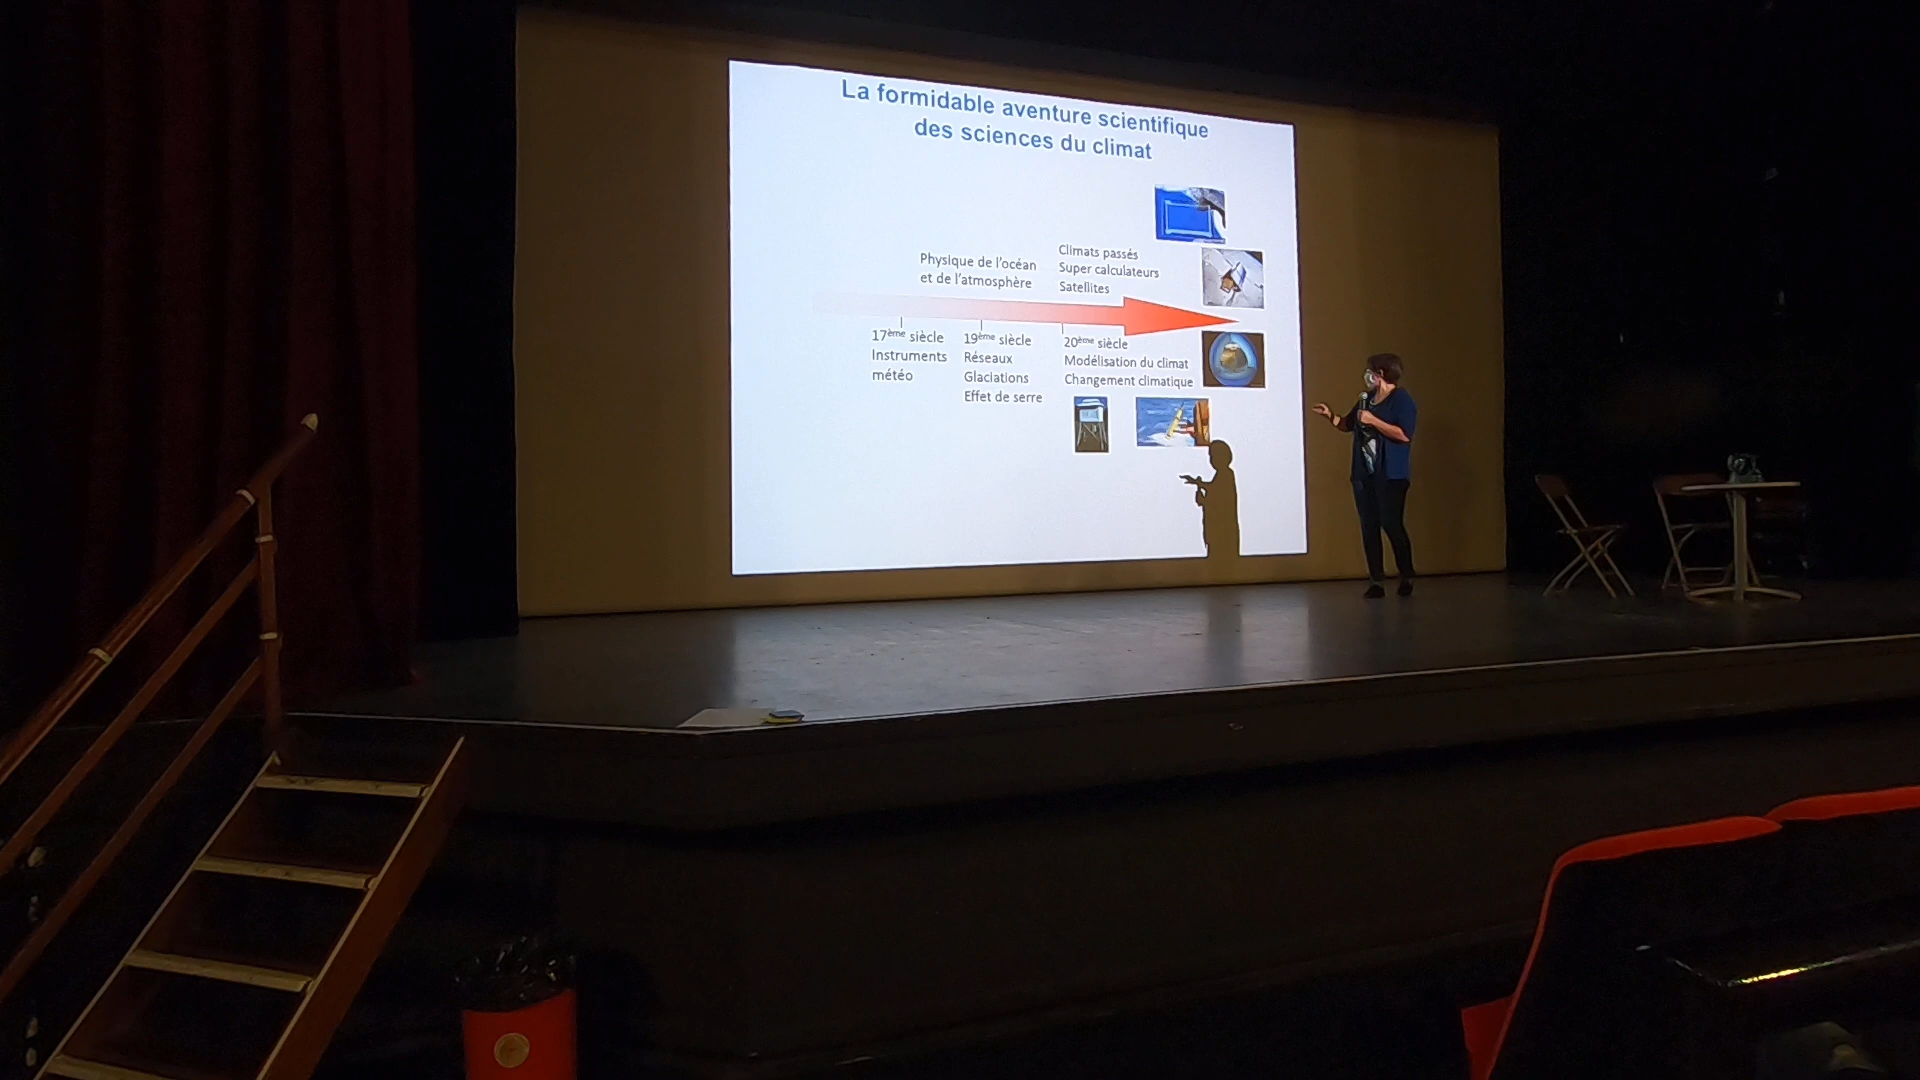 La formidable aventure scientifique
des sciences du climat
Physique de l'océan
et de l'atmosphère
Climats passés
Super calculateurs
Satellites
17ème siècle
Instruments
météo
19ème siècle
Réseaux
Glaciations
Effet de serre
20ème siècle
Modélisation du climat
Changement climatique